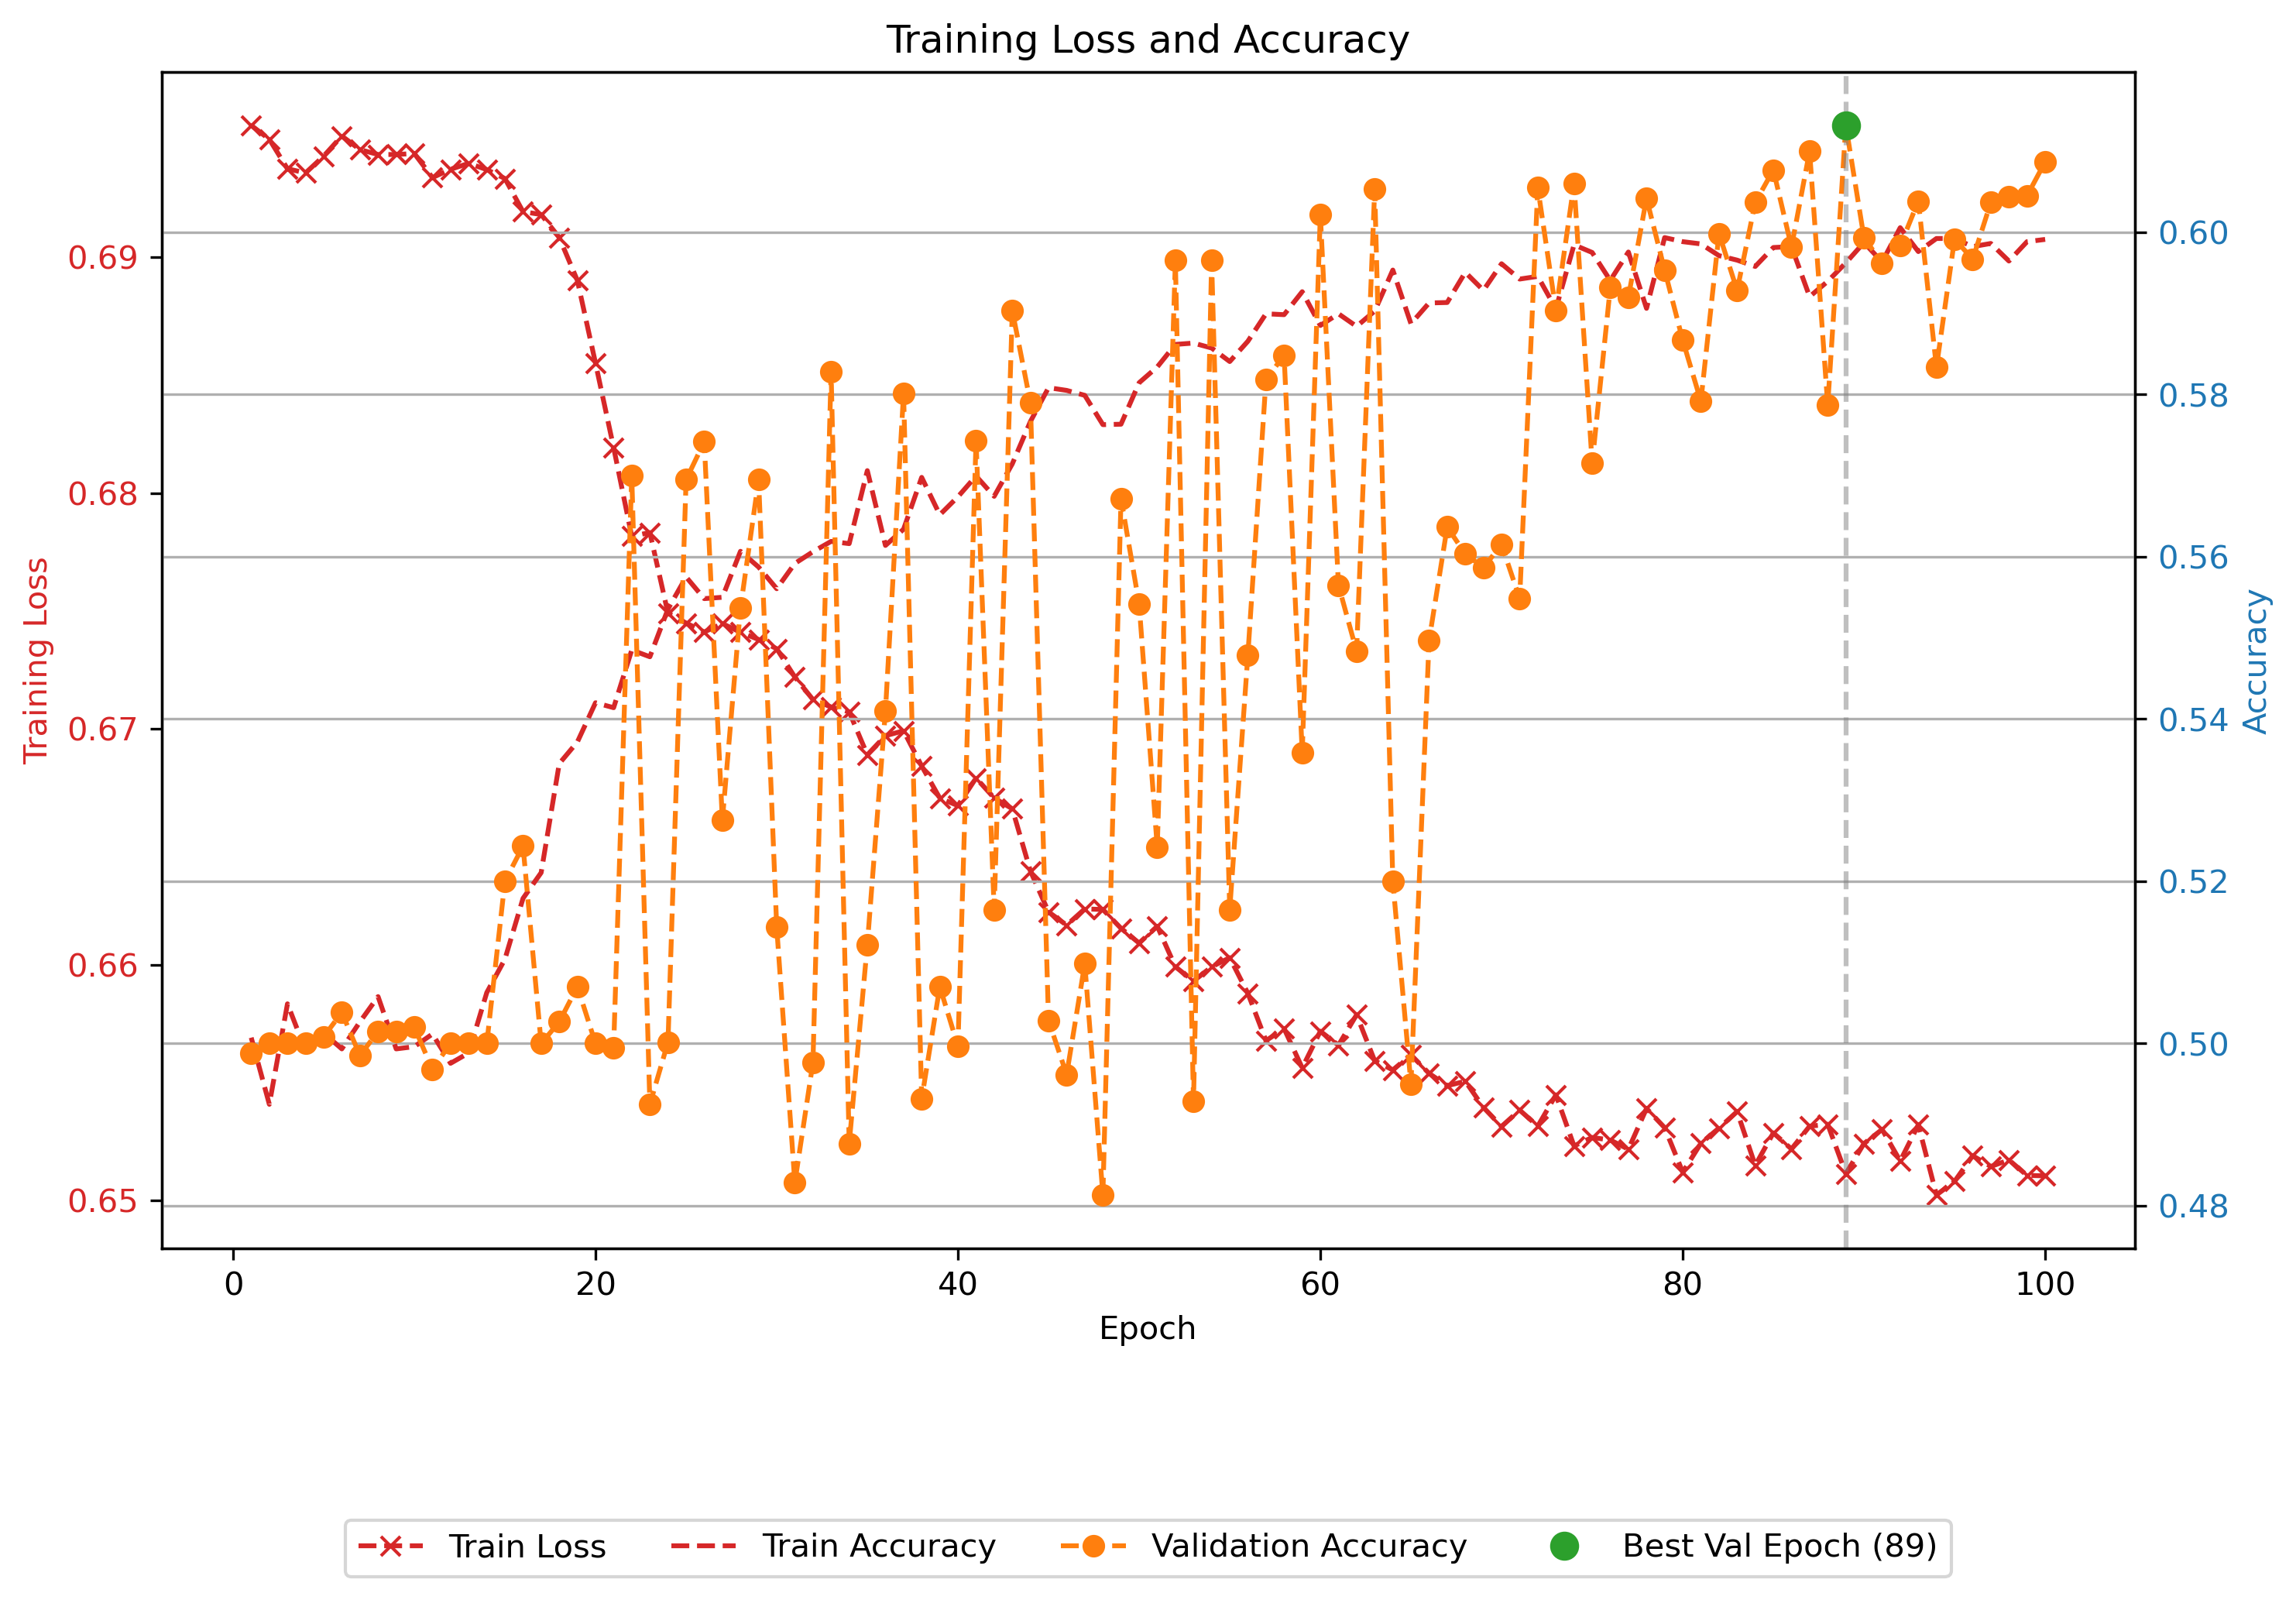 Training Loss and Accuracy
Training Loss
0.69
0.68
0.67
0.66
0.65
0.60
0.58
0.56
0.54
0.52
0.50
0.48
Accuracy
0 20 40 60 80 100
Epoch
Train Loss Train Accuracy Validation Accuracy Best Val Epoch (89)